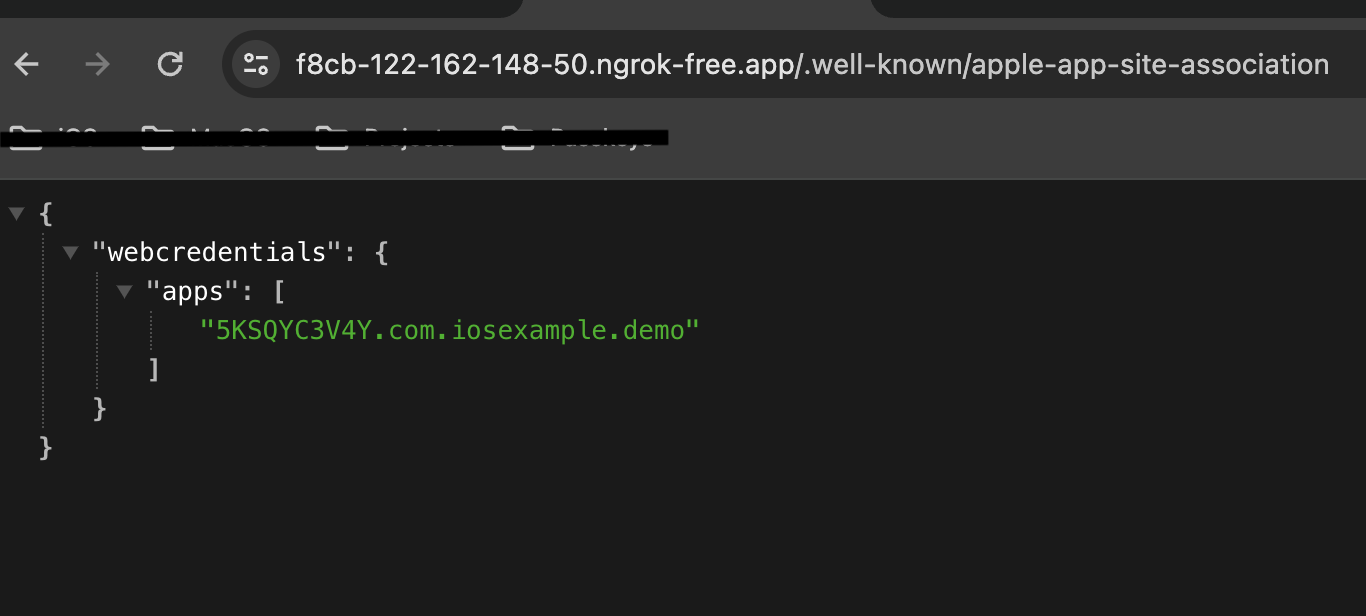 f8cb-122-162-148-50.ngrok-free.app/.well-known/apple-app-site-association
{
"webcredentials": {
"apps": [
"5KSQYC3V4Y.com.iosexample.demo"
]
}
}